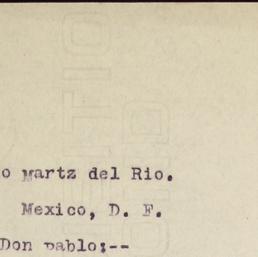 o Martz del Rio.
Mexico, D. F.
Don Pablo:--